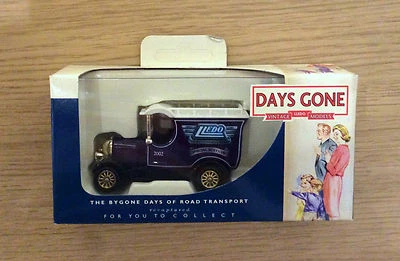 DAYS GONE
VINTAGE LLEDO MODELS
LLEDO
2002
THE BYGONE DAYS OF ROAD TRANSPORT
recaptured
FOR YOU TO COLLECT